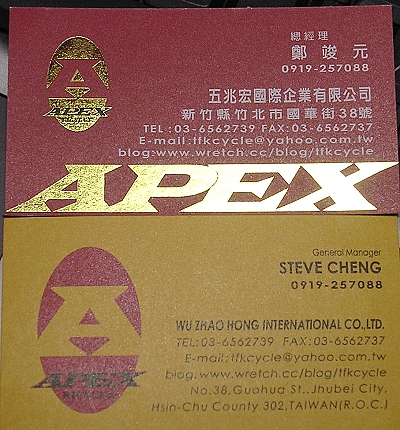 總經理
鄭竣元
0919-257088
五兆宏國際企業有限公司
新竹縣竹北市國華街38號
TEL:03-6562739 FAX:03-6562737
E-mail:tfkcycle@yahoo.com.tw
blog:www.wretch.cc/blog/tfkcycle
APEX
General Manager
STEVE CHENG
0919-257088
WU ZHAO HONG INTERNATIONAL CO.,LTD.
TEL:03-6562739 FAX:03-6562737
E-mail:tfkcycle@yahoo.com.tw
blog:www.wretch.cc/blog/tfkcycle
No.38,Guohua St.,Jhubei City,
Hsin-Chu County 302,TAIWAN(R.O.C.)
APEX